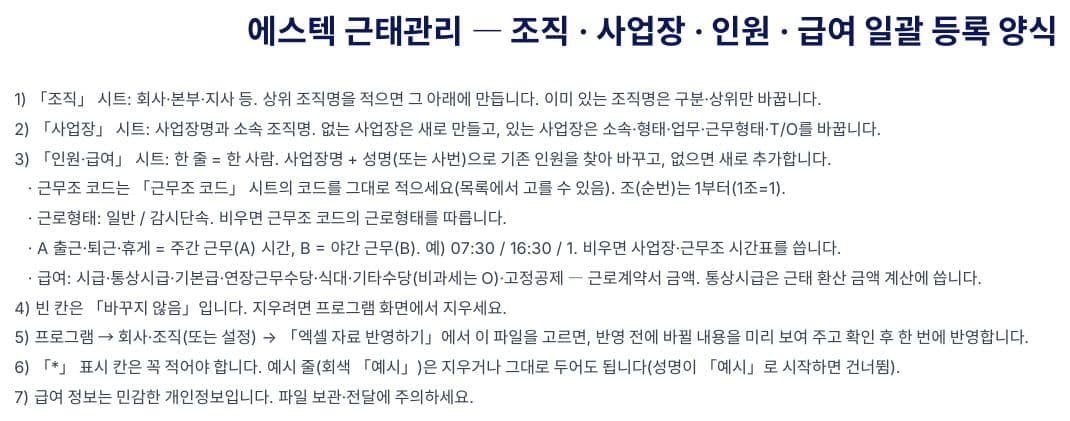 에스텍 근태관리 — 조직 · 사업장 · 인원 · 급여 일괄 등록 양식
1) 「조직」 시트: 회사·본부·지사 등. 상위 조직명을 적으면 그 아래에 만듭니다. 이미 있는 조직명은 구분·상위만 바꿉니다.
2) 「사업장」 시트: 사업장명과 소속 조직명. 없는 사업장은 새로 만들고, 있는 사업장은 소속·형태·업무·근무형태·T/O를 바꿉니다.
3) 「인원·급여」 시트: 한 줄 = 한 사람. 사업장명 + 성명(또는 사번)으로 기존 인원을 찾아 바꾸고, 없으면 새로 추가합니다.
· 근무조 코드는 「근무조 코드」 시트의 코드를 그대로 적으세요(목록에서 고를 수 있음). 조(순번)는 1부터(1조=1).
· 근로형태: 일반 / 감시단속. 비우면 근무조 코드의 근로형태를 따릅니다.
· A 출근·퇴근·휴게 = 주간 근무(A) 시간, B = 야간 근무(B). 예) 07:30 / 16:30 / 1. 비우면 사업장·근무조 시간표를 씁니다.
· 급여: 시급·통상시급·기본급·연장근무수당·식대·기타수당(비과세는 O)·고정공제 — 근로계약서 금액. 통상시급은 근태 환산 금액 계산에 씁니다.
4) 빈 칸은 「바꾸지 않음」입니다. 지우려면 프로그램 화면에서 지우세요.
5) 프로그램 → 회사·조직(또는 설정) → 「엑셀 자료 반영하기」에서 이 파일을 고르면, 반영 전에 바뀔 내용을 미리 보여 주고 확인 후 한 번에 반영합니다.
6) 「*」 표시 칸은 꼭 적어야 합니다. 예시 줄(회색 「예시」)은 지우거나 그대로 두어도 됩니다(성명이 「예시」로 시작하면 건너뜀).
7) 급여 정보는 민감한 개인정보입니다. 파일 보관·전달에 주의하세요.